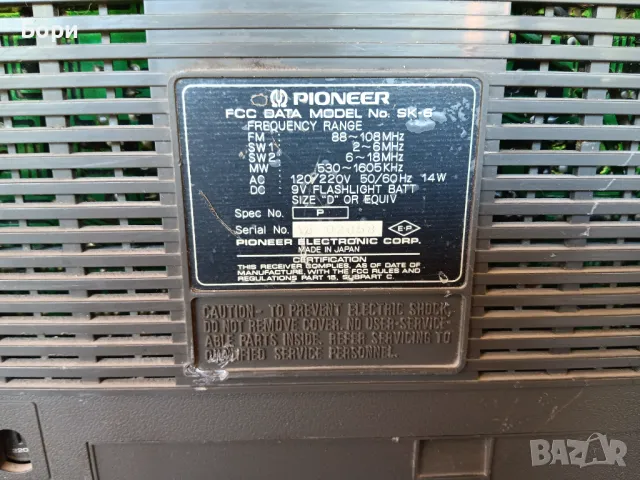 Бори
PIONEER
FCC DATA MODEL No. SK-6
FREQUENCY RANGE
FM 88~108MHz
SW1 2~6MHz
SW2 6~18MHz
MW 530~1605KHz
AC 120/220V 50/60Hz 14W
DC 9V FLASHLIGHT BATT
SIZE "D" OR EQUIV
Spec No. P
Serial No. E·P
PIONEER ELECTRONIC CORP.
MADE IN JAPAN
CERTIFICATION
THIS RECEIVER COMPLIES, AS OF DATE OF
MANUFACTURE, WITH THE FCC RULES AND
REGULATIONS PART 15, SUBPART C.
CAUTION- TO PREVENT ELECTRIC SHOCK,
DO NOT REMOVE COVER. NO USER-SERVICE-
ABLE PARTS INSIDE. REFER SERVICING TO
QUALIFIED SERVICE PERSONNEL.
220
BAZAR